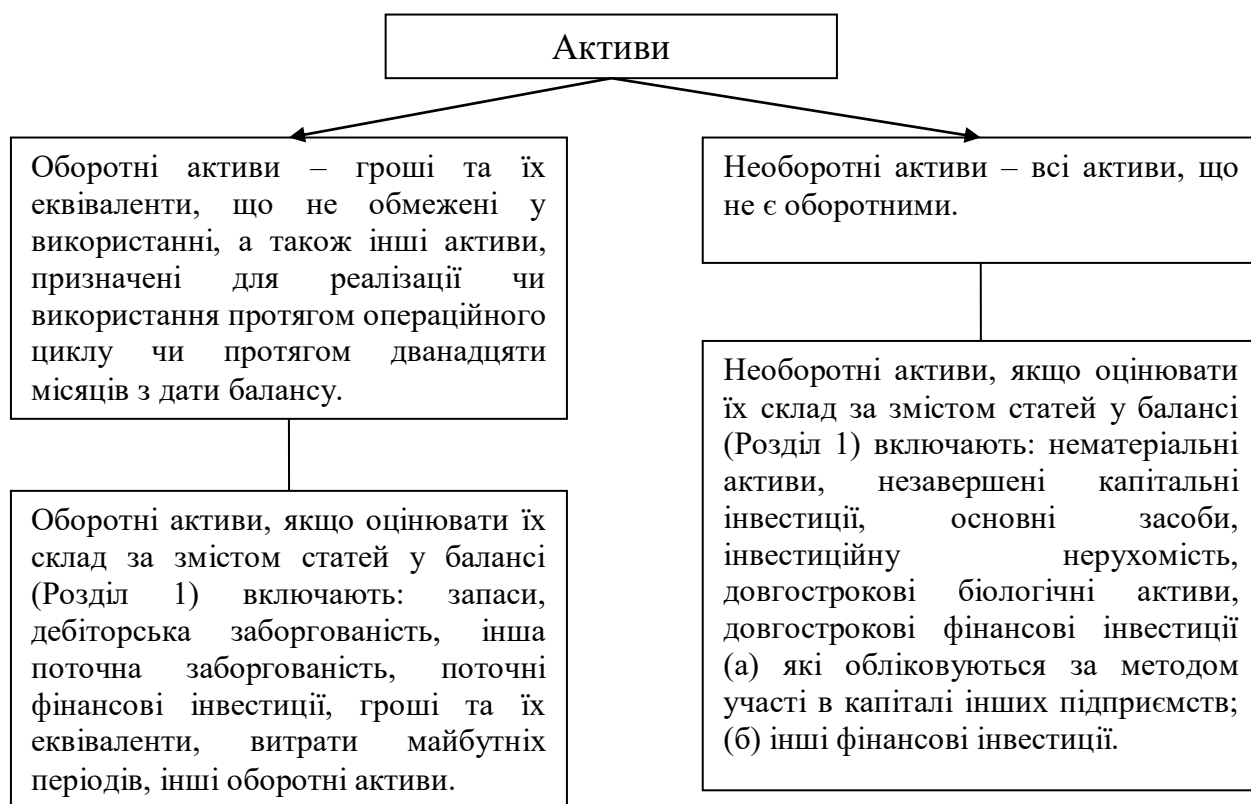 Активи
Оборотні активи – гроші та їх
еквіваленти, що не обмежені у
використанні, а також інші активи,
призначені для реалізації чи
використання протягом операційного
циклу чи протягом дванадцяти
місяців з дати балансу.
Оборотні активи, якщо оцінювати їх
склад за змістом статей у балансі
(Розділ 1) включають: запаси,
дебіторська заборгованість, інша
поточна заборгованість, поточні
фінансові інвестиції, гроші та їх
еквіваленти, витрати майбутніх
періодів, інші оборотні активи.
Необоротні активи – всі активи, що
не є оборотними.
Необоротні активи, якщо оцінювати
їх склад за змістом статей у балансі
(Розділ 1) включають: нематеріальні
активи, незавершені капітальні
інвестиції, основні засоби,
інвестиційну нерухомість,
довгострокові біологічні активи,
довгострокові фінансові інвестиції
(а) які обліковуються за методом
участі в капіталі інших підприємств;
(б) інші фінансові інвестиції.